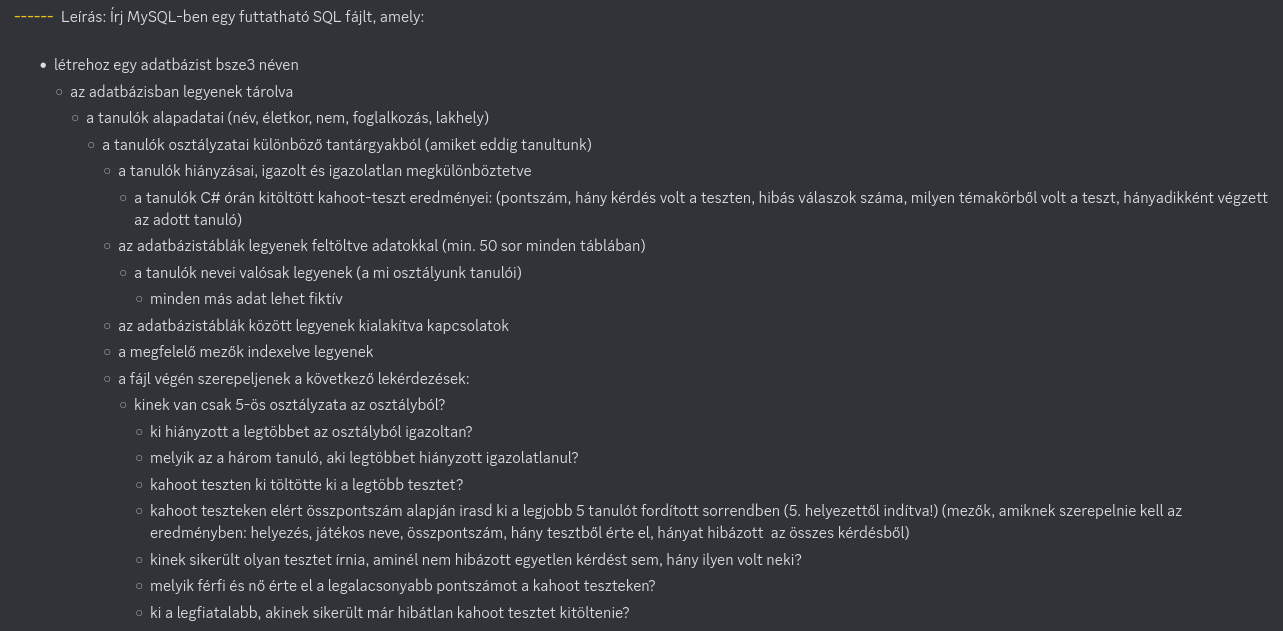 ------ Leírás: Írj MySQL-ben egy futtatható SQL fájlt, amely:
• létrehoz egy adatbázist bsze3 néven
○ az adatbázisban legyenek tárolva
○ a tanulók alapadatai (név, életkor, nem, foglalkozás, lakhely)
○ a tanulók osztályzatai különböző tantárgyakból (amiket eddig tanultunk)
○ a tanulók hiányzásai, igazolt és igazolatlan megkülönböztetve
○ a tanulók C# órán kitöltött kahoot-teszt eredményei: (pontszám, hány kérdés volt a teszten, hibás válaszok száma, milyen témakörből volt a teszt, hányadikként végzett
az adott tanuló)
○ az adatbázistáblák legyenek feltöltve adatokkal (min. 50 sor minden táblában)
○ a tanulók nevei valósak legyenek (a mi osztályunk tanulói)
○ minden más adat lehet fiktív
○ az adatbázistáblák között legyenek kialakítva kapcsolatok
○ a megfelelő mezők indexelve legyenek
○ a fájl végén szerepeljenek a következő lekérdezések:
○ kinek van csak 5-ös osztályzata az osztályból?
○ ki hiányzott a legtöbbet az osztályból igazoltan?
○ melyik az a három tanuló, aki legtöbbet hiányzott igazolatlanul?
○ kahoot teszten ki töltötte ki a legtöbb tesztet?
○ kahoot teszteken elért összpontszám alapján irasd ki a legjobb 5 tanulót fordított sorrendben (5. helyezettől indítva!) (mezők, amiknek szerepelnie kell az
eredményben: helyezés, játékos neve, összpontszám, hány tesztből érte el, hányat hibázott az összes kérdésből)
○ kinek sikerült olyan tesztet írnia, aminél nem hibázott egyetlen kérdést sem, hány ilyen volt neki?
○ melyik férfi és nő érte el a legalacsonyabb pontszámot a kahoot teszteken?
○ ki a legfiatalabb, akinek sikerült már hibátlan kahoot tesztet kitöltenie?